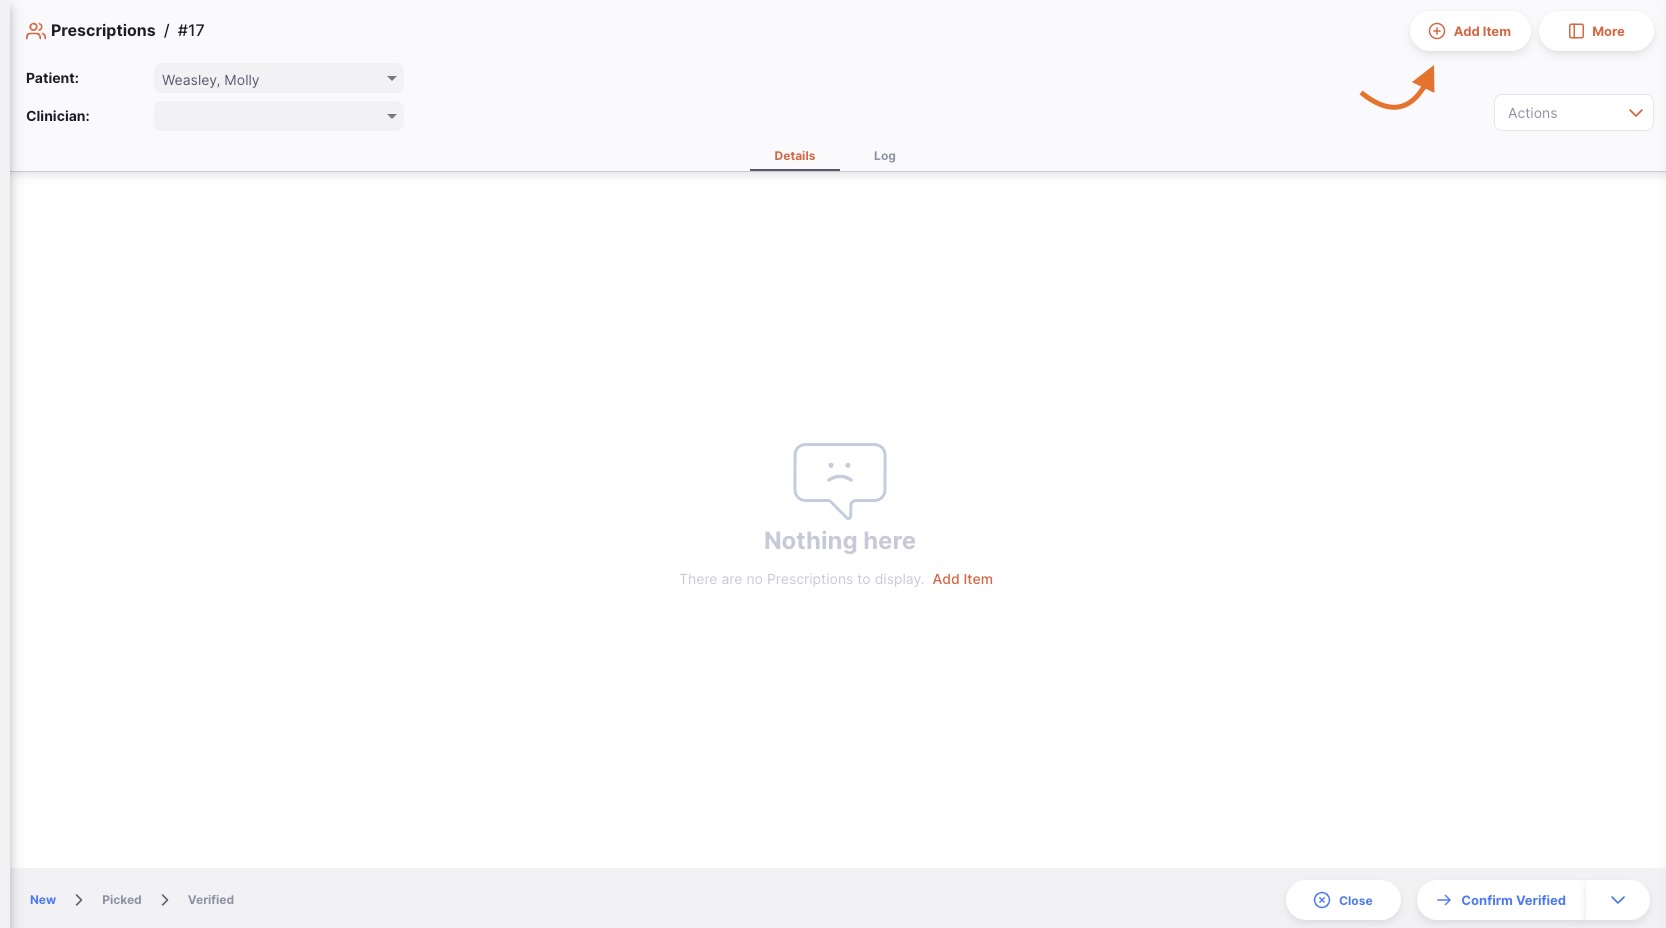 Prescriptions / #17
Add Item
More
Patient:
Weasley, Molly
Clinician:
Actions
Details
Log
Nothing here
There are no Prescriptions to display. Add Item
New
Picked
Verified
Close
Confirm Verified